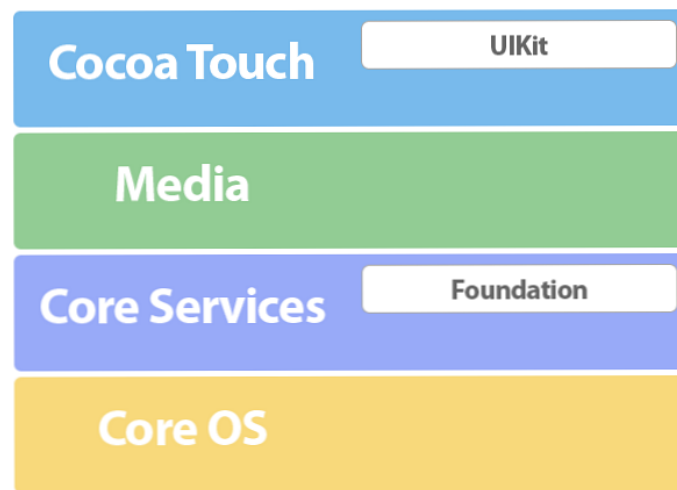 Cocoa Touch
UIKit
Media
Core Services
Foundation
Core OS